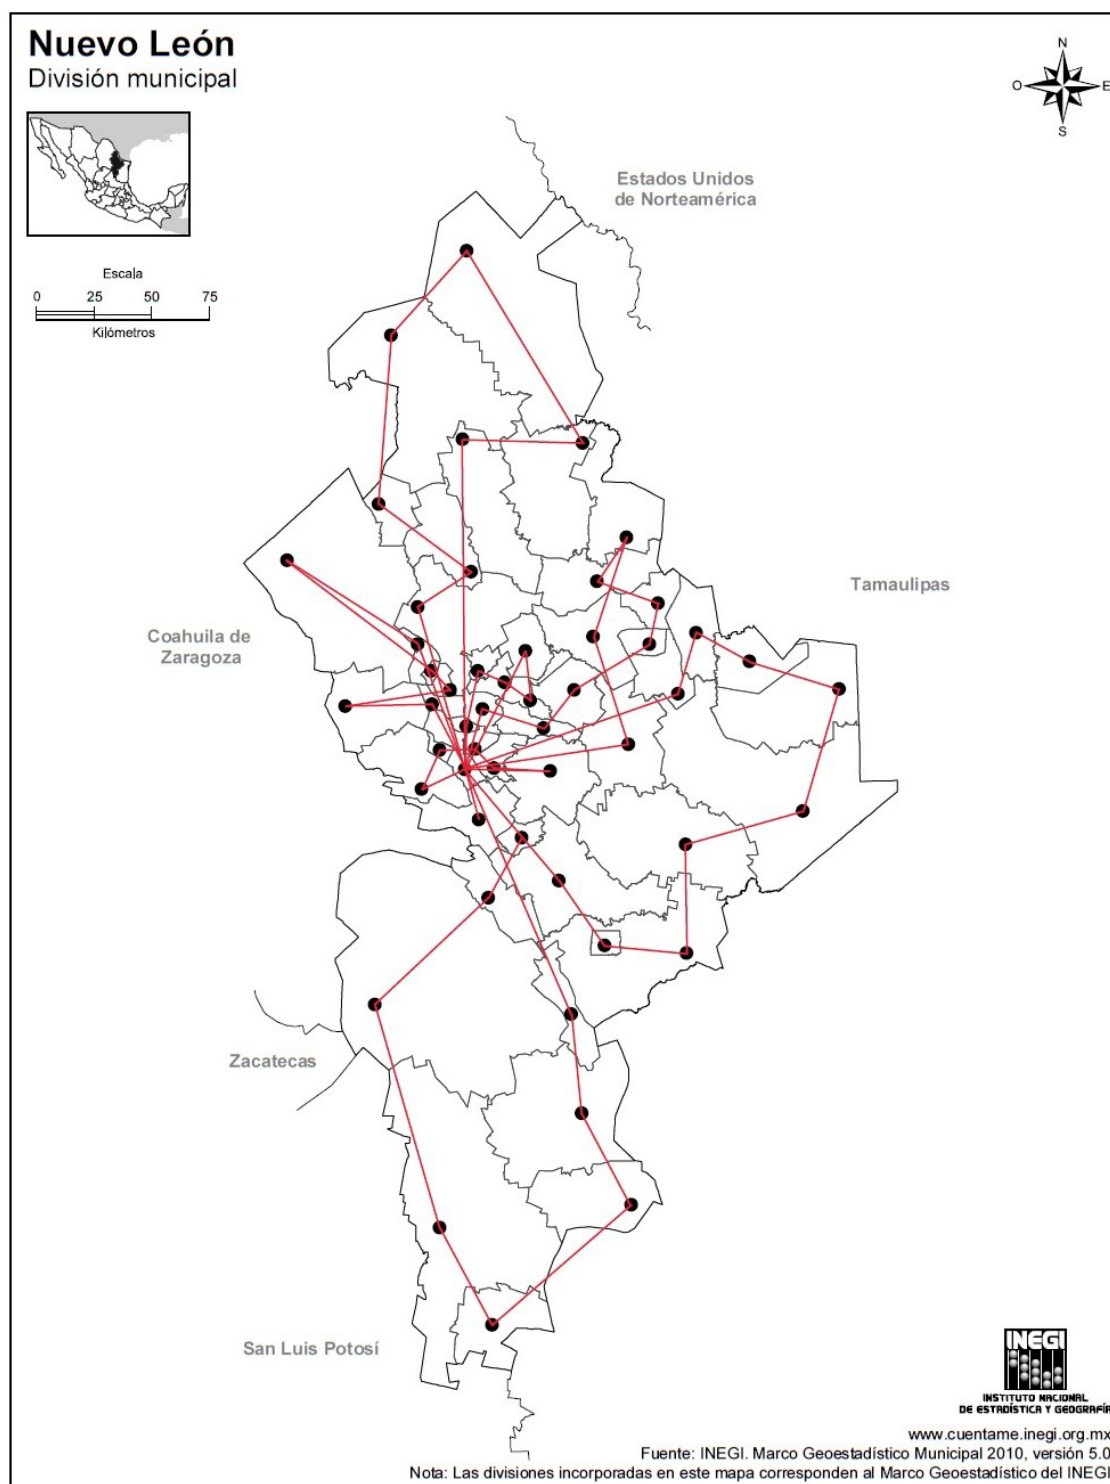 Nuevo León
División municipal
N
O
E
S
Estados Unidos
de Norteamérica
Escala
0 25 50 75
Kilómetros
Tamaulipas
Coahuila de
Zaragoza
Zacatecas
San Luis Potosí
INEGI
INSTITUTO NACIONAL
DE ESTADÍSTICA Y GEOGRAFÍA
www.cuentame.inegi.org.mx
Fuente: INEGI. Marco Geoestadístico Municipal 2010, versión 5.0
Nota: Las divisiones incorporadas en este mapa corresponden al Marco Geoestadístico del INEGI